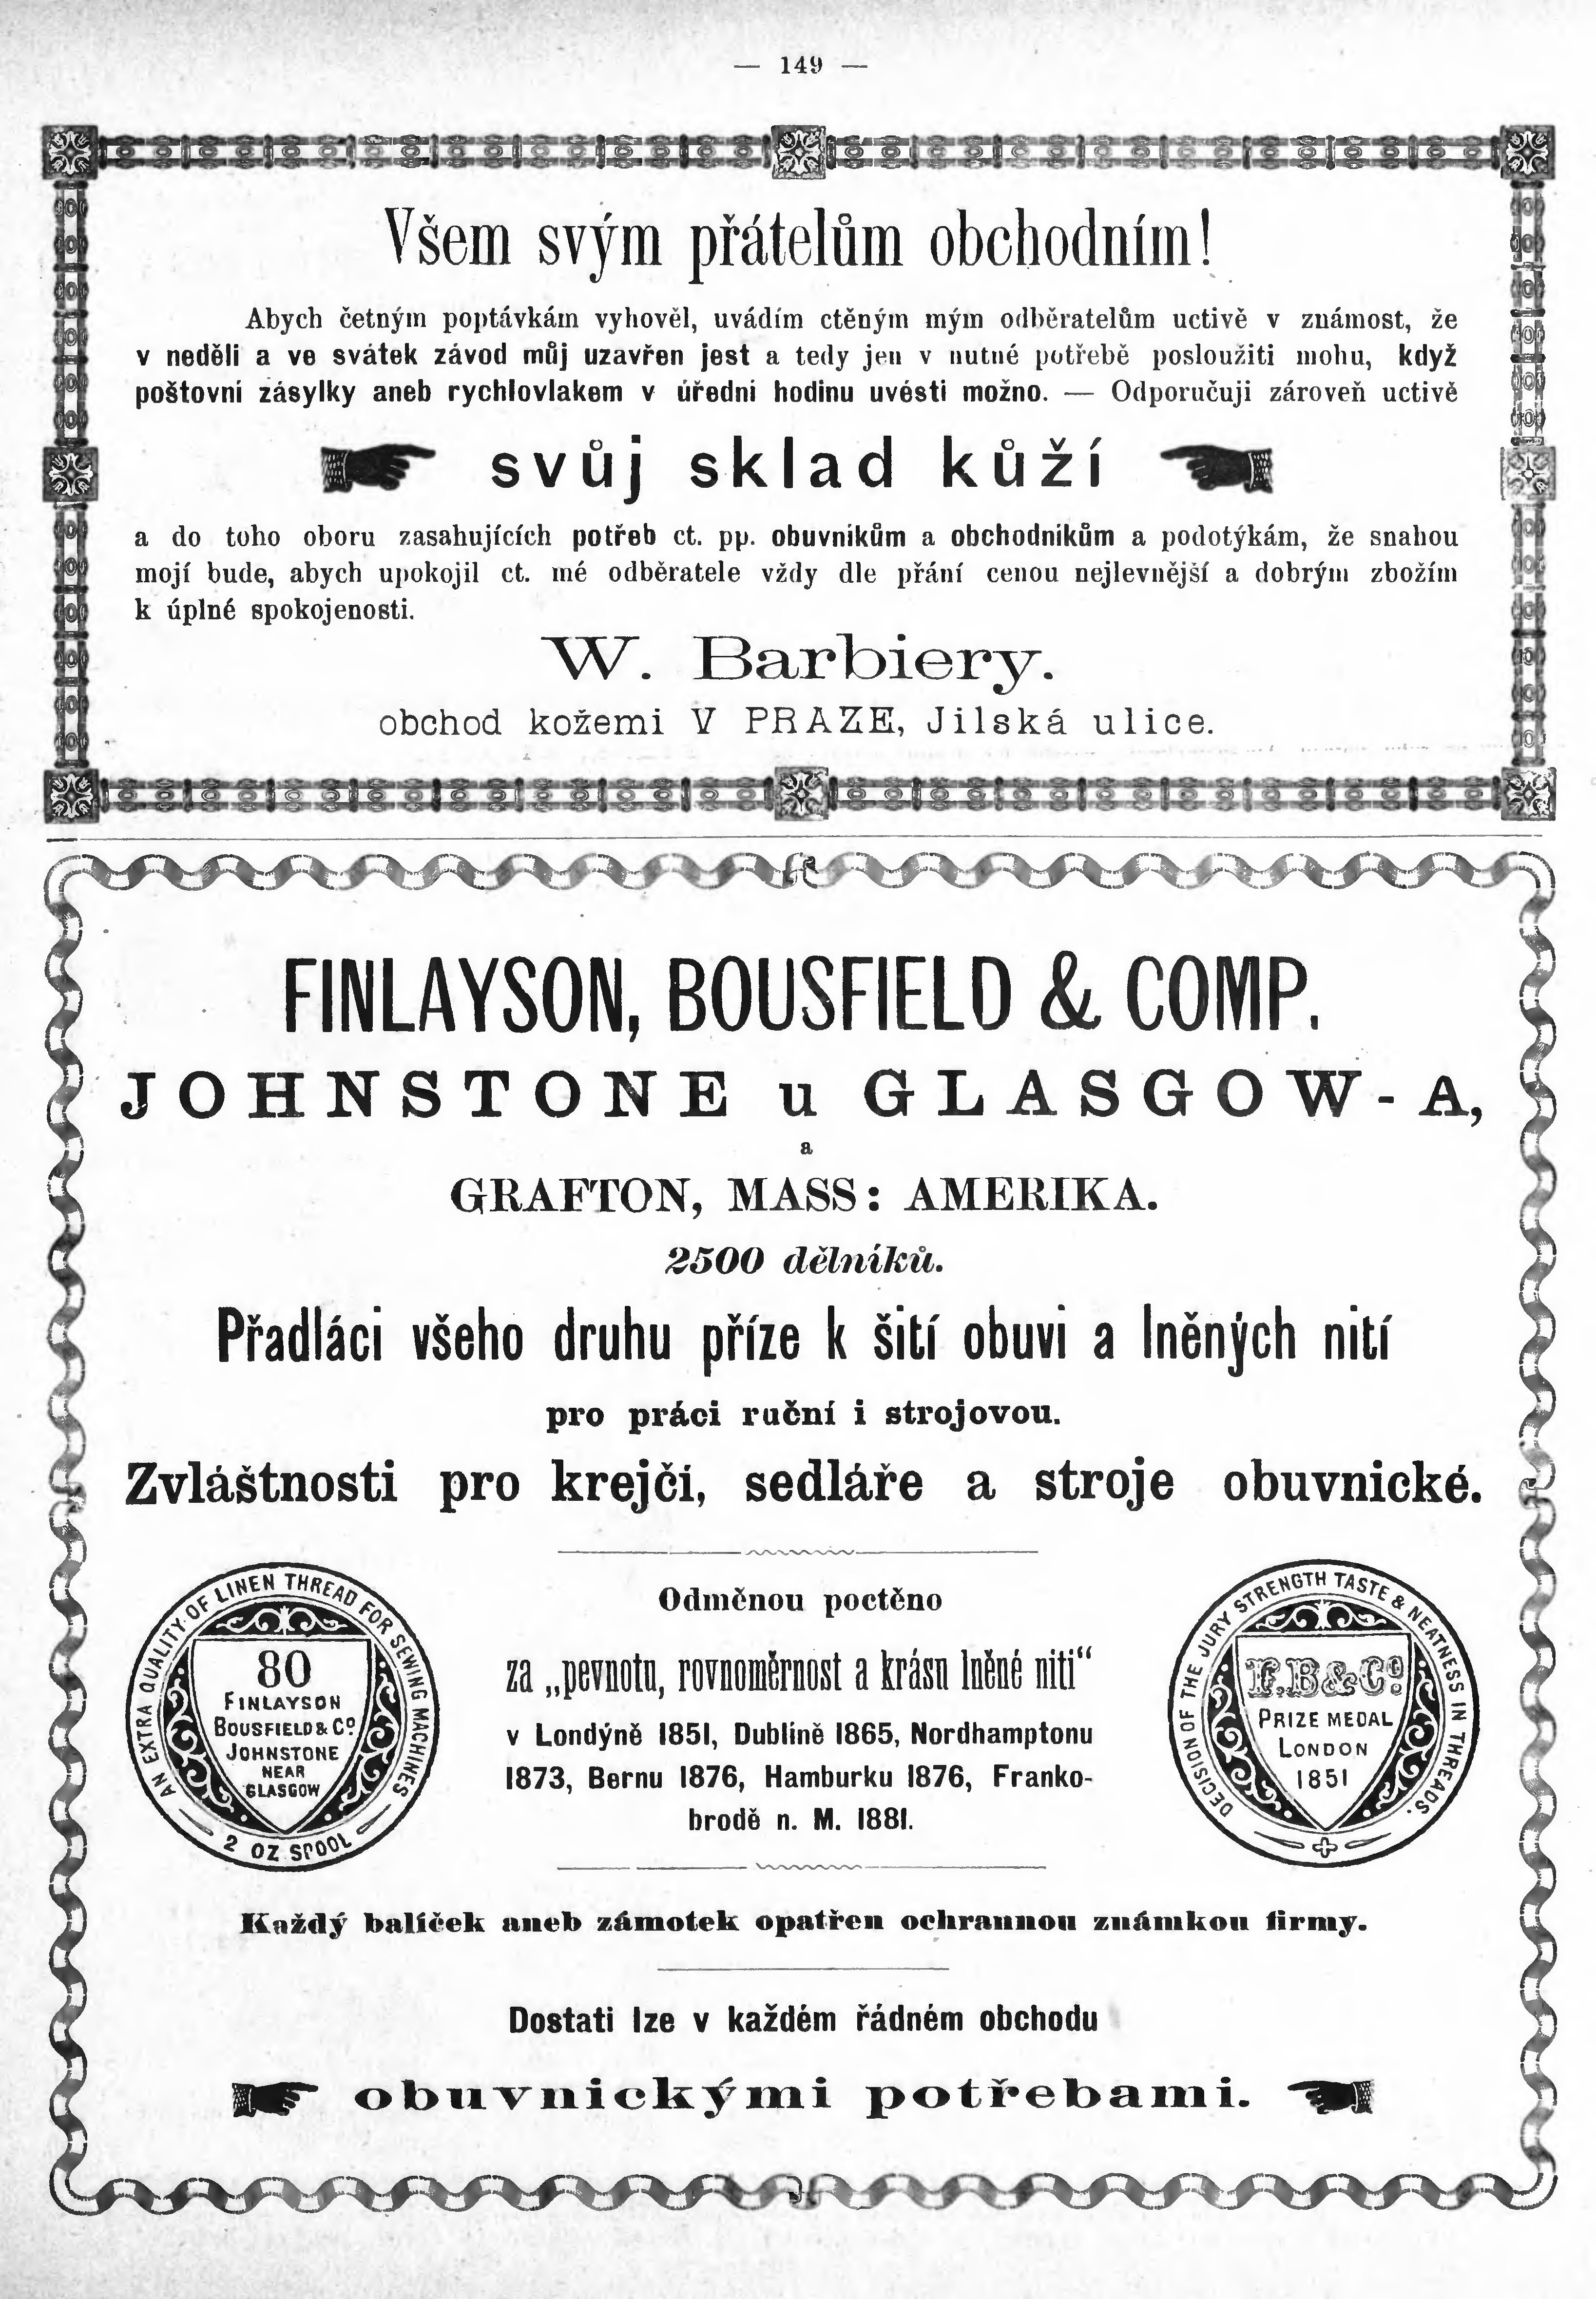 — 149 —
Všem svým přátelům obchodním!
Abych četným poptávkám vyhověl, uvádím ctěným mým odběratelům uctivě v známost, že
v neděli a ve svátek závod můj uzavřen jest a tedy jen v nutné potřebě posloužiti mohu, když
poštovní zásylky aneb rychlovlakem v úřední hodinu uvésti možno. — Odporučuji zároveň uctivě
svůj sklad kůží
a do toho oboru zasahujících potřeb ct. pp. obuvníkům a obchodníkům a podotýkám, že snahou
mojí bude, abych upokojil ct. mé odběratele vždy dle přání cenou nejlevnější a dobrým zbožím
k úplné spokojenosti.
W. Barbiery.
obchod kožemi V PRAZE, Jilská ulice.
FINLAYSON, BOUSFIELD & COMP.
JOHNSTONE u GLASGOW-A,
a
GRAFTON, MASS: AMERIKA.
2500 dělníků.
Přadláci všeho druhu příze k šití obuvi a lněných nití
pro práci ruční i strojovou.
Zvláštnosti pro krejčí, sedláře a stroje obuvnické.
AN EXTRA QUALITY OF LINEN THREAD FOR SEWING MACHINES
80
FINLAYSON
BOUSFIELD & Co.
JOHNSTONE
NEAR
GLASGOW
2 OZ SPOOL
Odměnou poctěno
za „pevnotu, rovnoměrnost a krásu lněné niti“
v Londýně 1851, Dublíně 1865, Nordhamptonu
1873, Bernu 1876, Hamburku 1876, Franko-
brodě n. M. 1881.
DECISION OF THE JURY STRENGTH TASTE & NEATNESS IN THREADS.
F.B & Co.
PRIZE MEDAL
LONDON
1851
Každý balíček aneb zámotek opatřen ochrannou známkou firmy.
Dostati lze v každém řádném obchodu
obuvnickými potřebami.